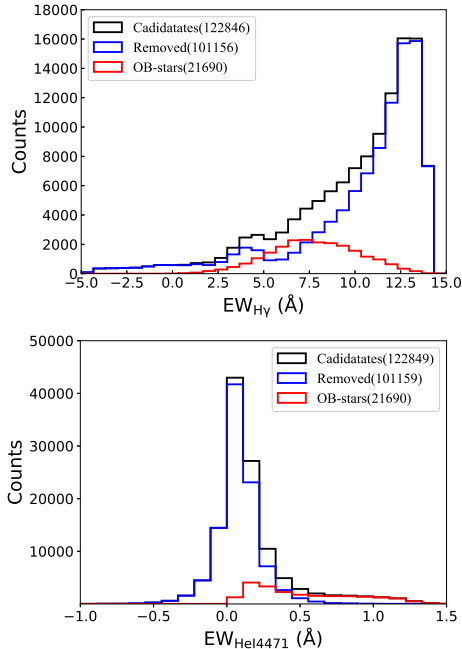 18000
16000
14000
12000
10000
8000
6000
4000
2000
0
Counts
Cadidatates(122846)
Removed(101156)
OB-stars(21690)
−5.0 −2.5 0.0 2.5 5.0 7.5 10.0 12.5 15.0
EWHγ (Å)
50000
40000
30000
20000
10000
Counts
Cadidatates(122849)
Removed(101159)
OB-stars(21690)
−1.0 −0.5 0.0 0.5 1.0 1.5
EWHeI4471 (Å)